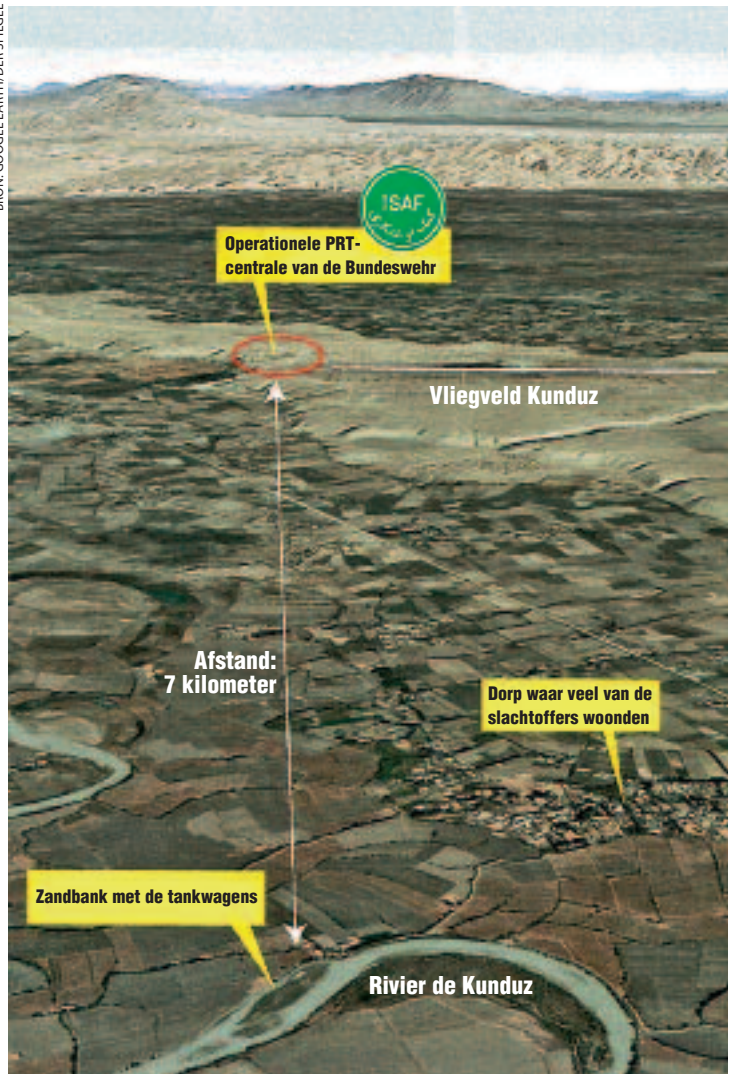 BRON: GOOGLE EARTH/DER SPIEGEL
ISAF
Operationele PRT-
centrale van de Bundeswehr
Vliegveld Kunduz
Afstand:
7 kilometer
Dorp waar veel van de
slachtoffers woonden
Zandbank met de tankwagens
Rivier de Kunduz